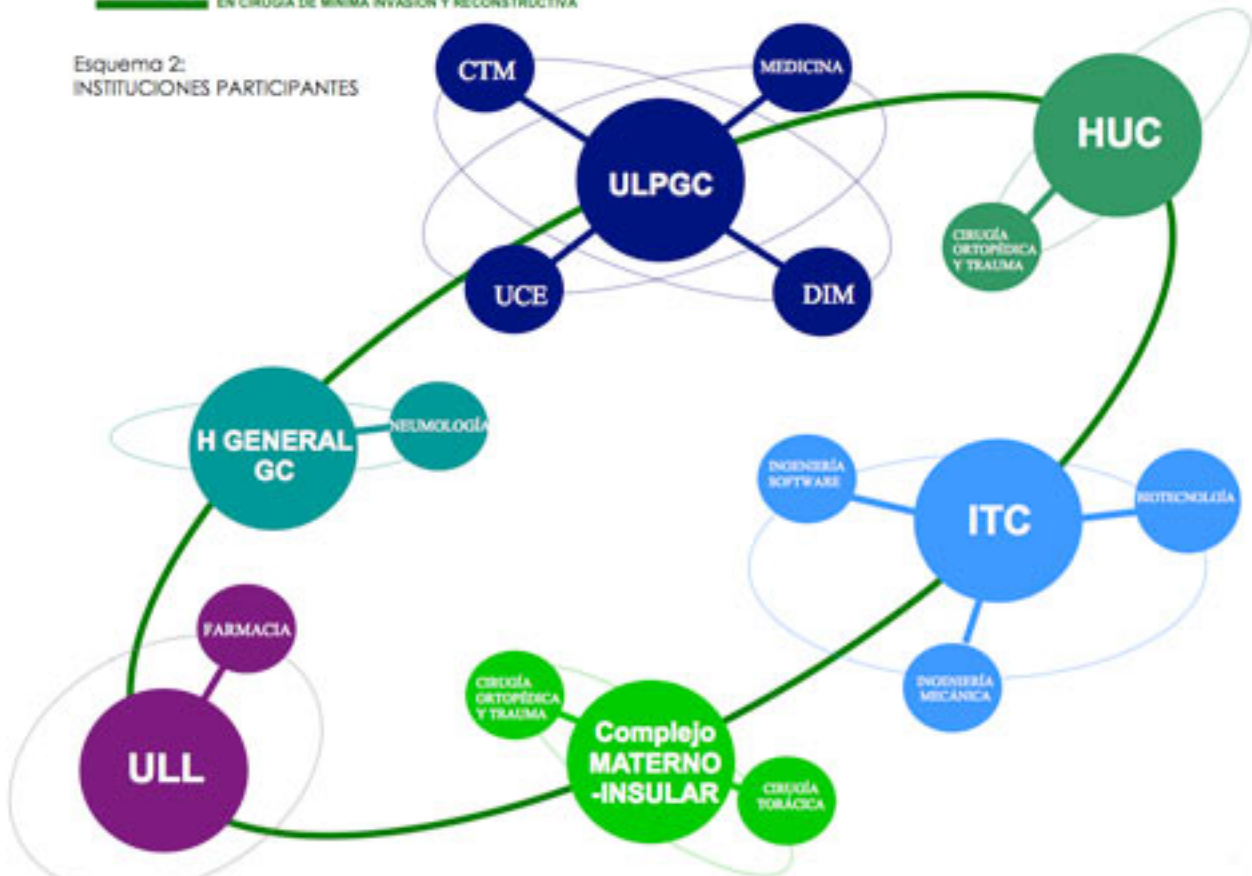 EN CIRUGÍA DE MÍNIMA INVASIÓN Y RECONSTRUCTIVA
Esquema 2:
INSTITUCIONES PARTICIPANTES
CTM
MEDICINA
ULPGC
UCE
DIM
HUC
CIRUGÍA
ORTOPÉDICA
Y TRAUMA
H GENERAL
GC
NEUMOLOGÍA
INGENIERÍA
SOFTWARE
ITC
BIOTECNOLGÍA
INGENIERÍA
MECÁNICA
FARMACIA
ULL
CIRUGÍA
ORTOPÉDICA
Y TRAUMA
Complejo
MATERNO
-INSULAR
CIRUGÍA
TORÁCICA